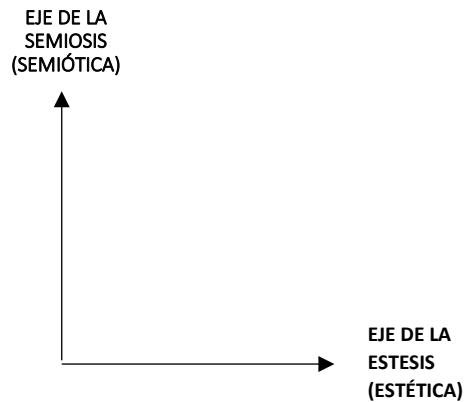 EJE DE LA
SEMIOSIS
(SEMIÓTICA)
EJE DE LA
ESTESIS
(ESTÉTICA)